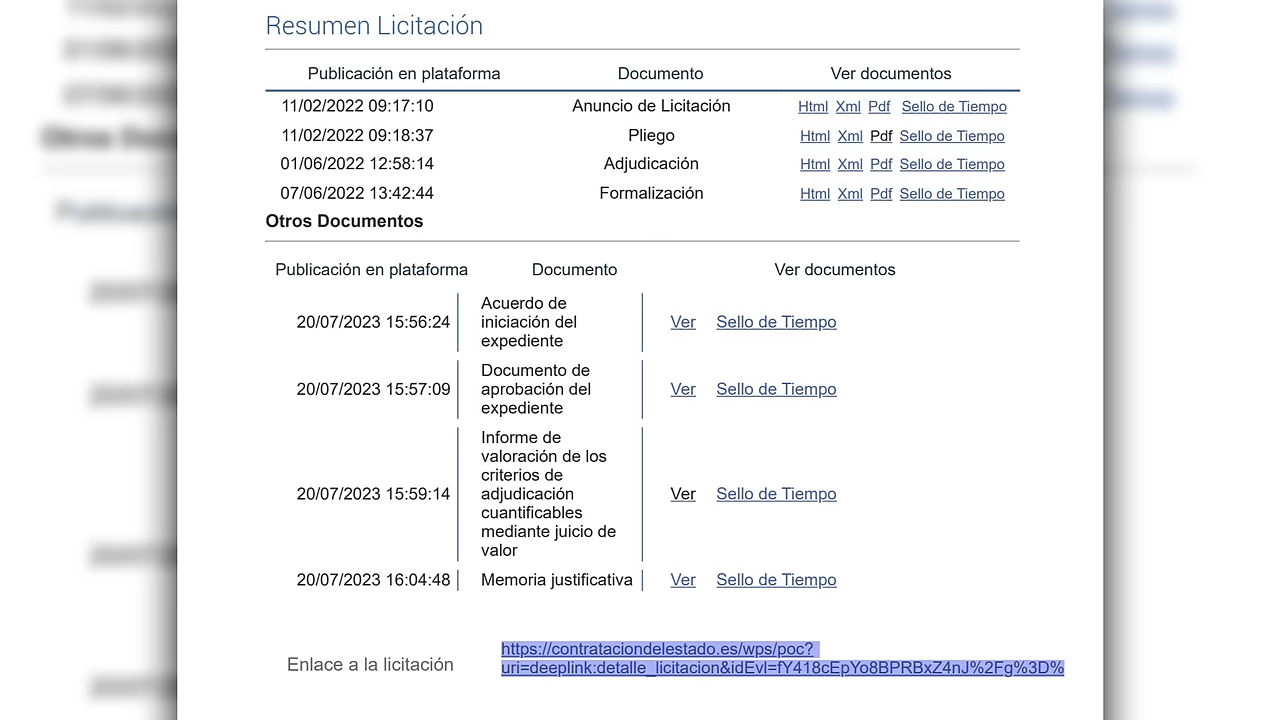 Resumen Licitación
Publicación en plataforma Documento Ver documentos
11/02/2022 09:17:10 Anuncio de Licitación Html Xml Pdf Sello de Tiempo
11/02/2022 09:18:37 Pliego Html Xml Pdf Sello de Tiempo
01/06/2022 12:58:14 Adjudicación Html Xml Pdf Sello de Tiempo
07/06/2022 13:42:44 Formalización Html Xml Pdf Sello de Tiempo
Otros Documentos
Publicación en plataforma Documento Ver documentos
Acuerdo de
20/07/2023 15:56:24 iniciación del Ver Sello de Tiempo
expediente
Documento de
20/07/2023 15:57:09 aprobación del Ver Sello de Tiempo
expediente
Informe de
valoración de los
criterios de
20/07/2023 15:59:14 adjudicación Ver Sello de Tiempo
cuantificables
mediante juicio de
valor
20/07/2023 16:04:48 Memoria justificativa Ver Sello de Tiempo
https://contrataciondelestado.es/wps/poc?
Enlace a la licitación
uri=deeplink:detalle_licitacion&idEvl=fY418cEpYo8BPRBxZ4nJ%2Fg%3D%